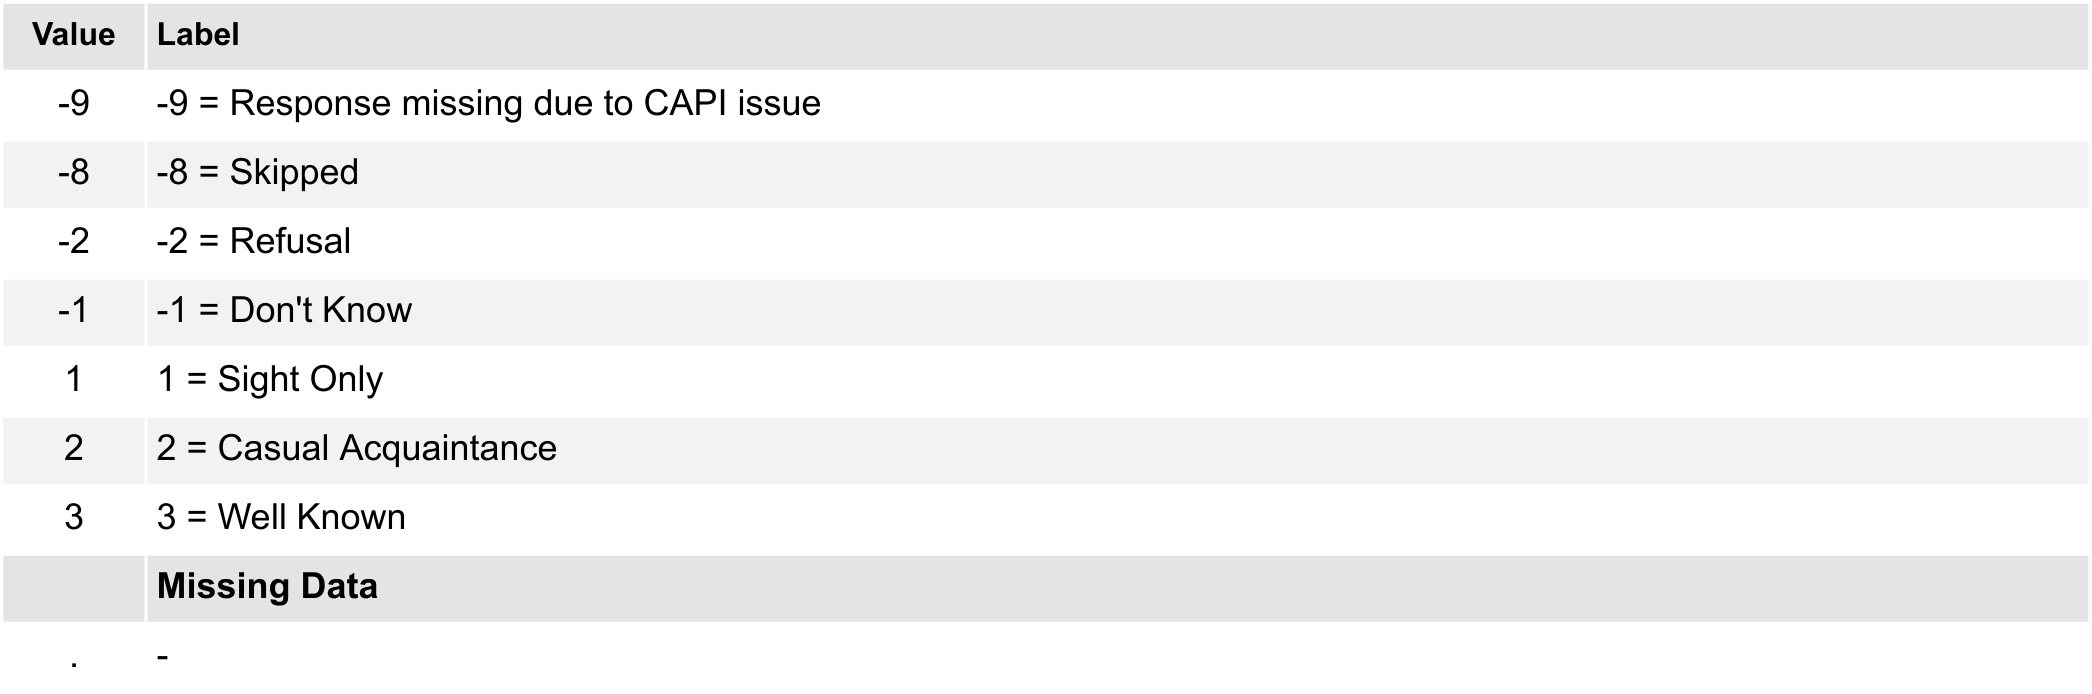 Value Label
-9 -9 = Response missing due to CAPI issue
-8 -8 = Skipped
-2 -2 = Refusal
-1 -1 = Don't Know
1 1 = Sight Only
2 2 = Casual Acquaintance
3 3 = Well Known
Missing Data
. -